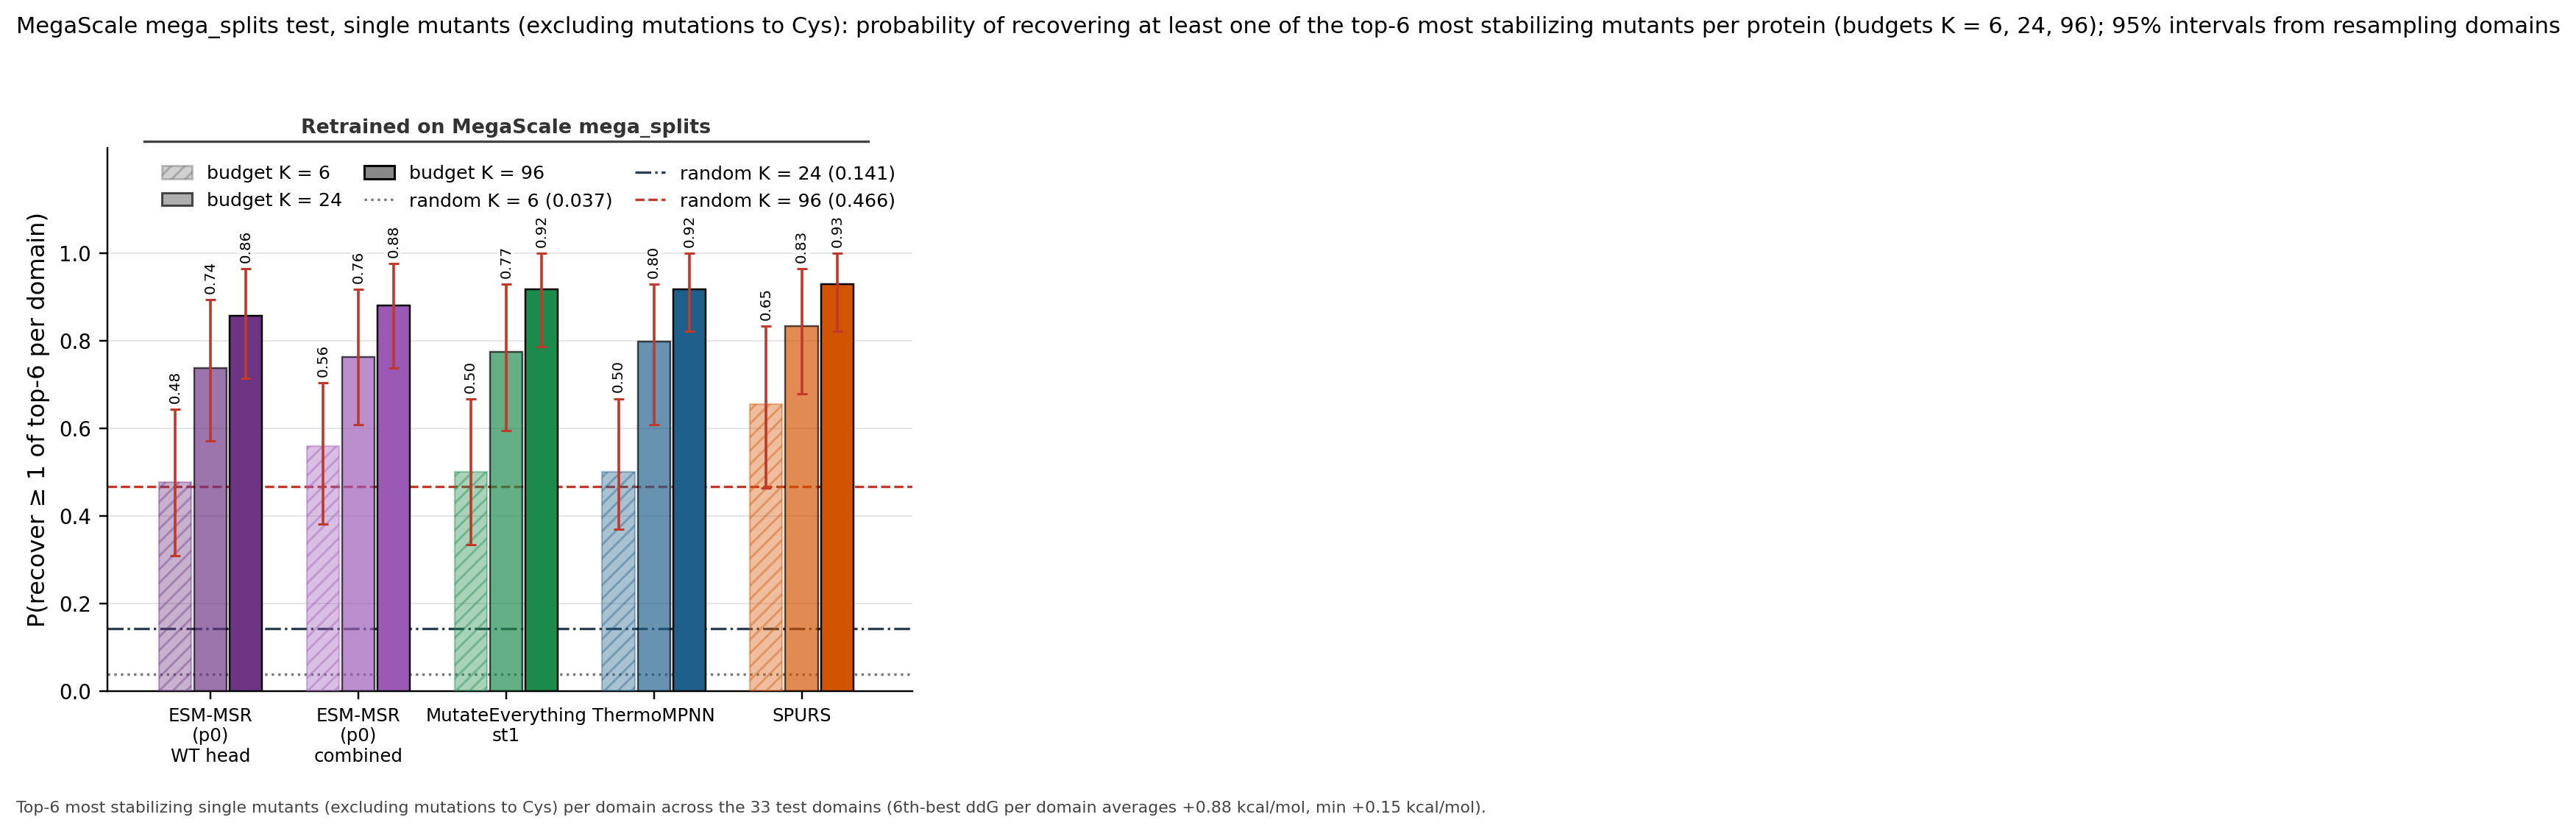 MegaScale mega_splits test, single mutants (excluding mutations to Cys): probability of recovering at least one of the top-6 most stabilizing mutants per protein (budgets K = 6, 24, 96); 95% intervals from resampling domains
Retrained on MegaScale mega_splits
budget K = 6
budget K = 24
budget K = 96
random K = 6 (0.037)
random K = 24 (0.141)
random K = 96 (0.466)
P(recover ≥ 1 of top-6 per domain)
1.0
0.8
0.6
0.4
0.2
0.0
0.48
0.74
0.86
0.56
0.76
0.88
0.50
0.77
0.92
0.50
0.80
0.92
0.65
0.83
0.93
ESM-MSR
(p0)
WT head
ESM-MSR
(p0)
combined
MutateEverything
st1
ThermoMPNN
SPURS
Top-6 most stabilizing single mutants (excluding mutations to Cys) per domain across the 33 test domains (6th-best ddG per domain averages +0.88 kcal/mol, min +0.15 kcal/mol).